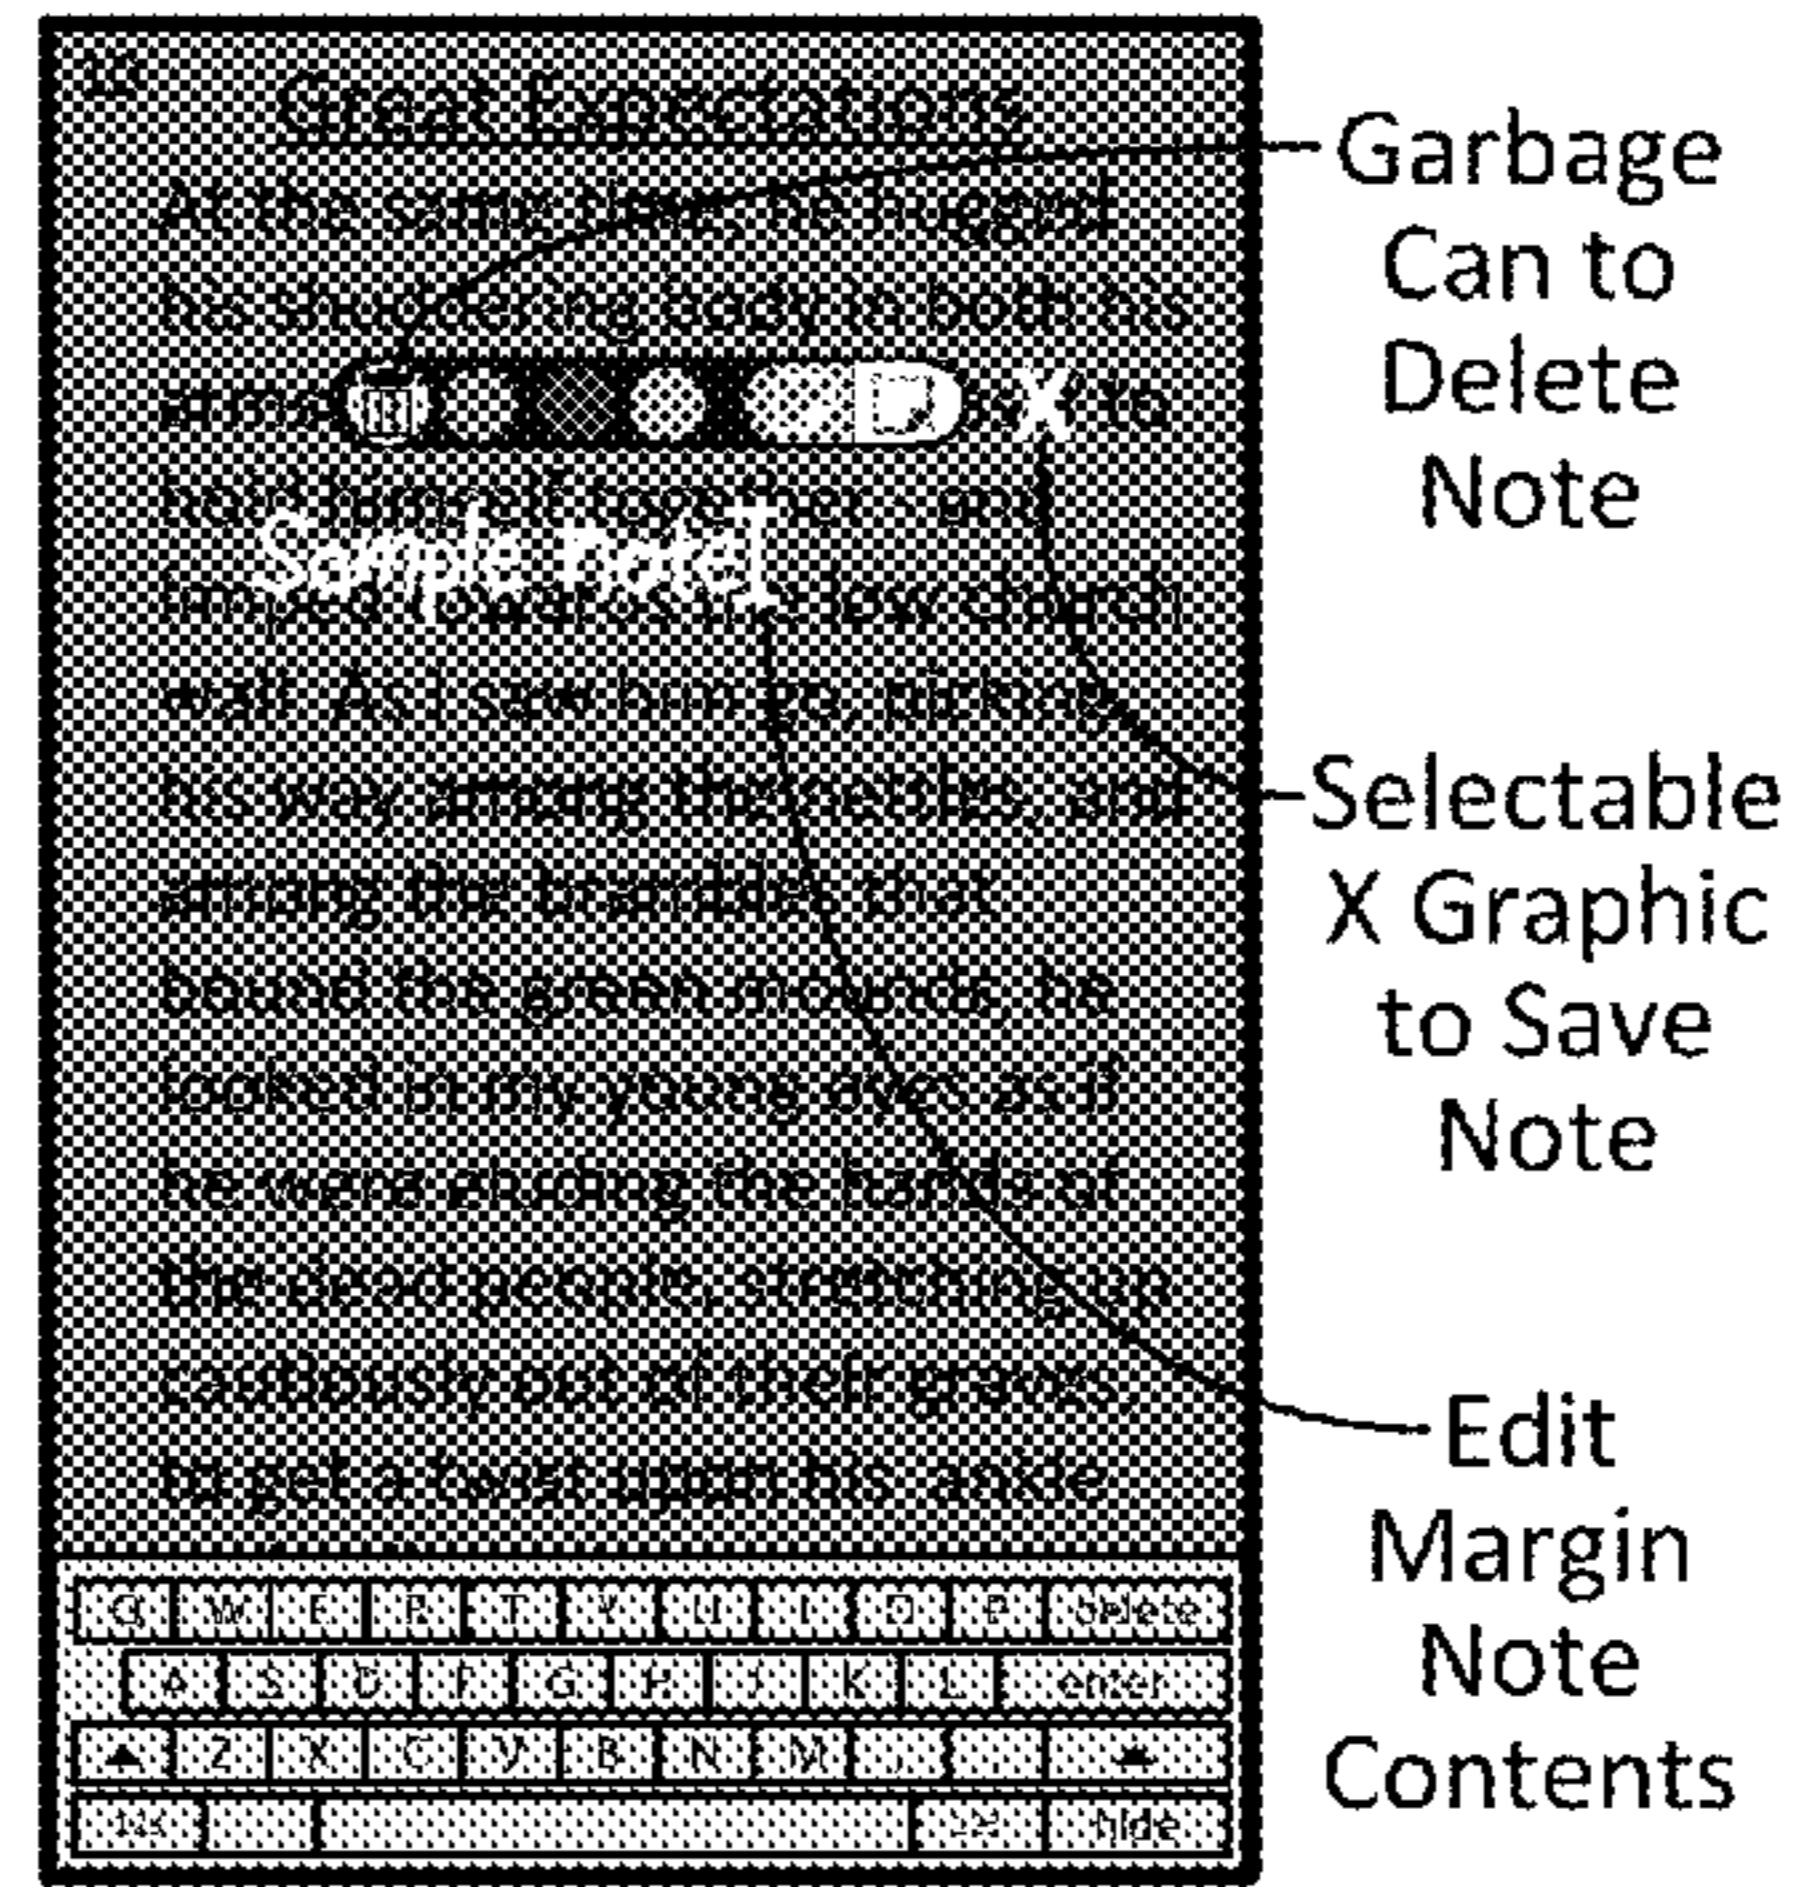 Great Expectations
At the same time, he hugged
his shuddering body in both his
arms to
X
hold himself together - and
Sample note
limped towards the low church
wall. As I saw him go, picking
his way among the nettles, and
among the brambles that
bound the green mounds, he
looked in my young eyes as if
he were eluding the hands of
the dead people, stretching up
cautiously out of their graves,
to get a twist upon his ankle
Q W E R T Y U I O P delete
A S D F G H J K L enter
Z X C V B N M ,
hide
Garbage
Can to
Delete
Note
Selectable
X Graphic
to Save
Note
Edit
Margin
Note
Contents